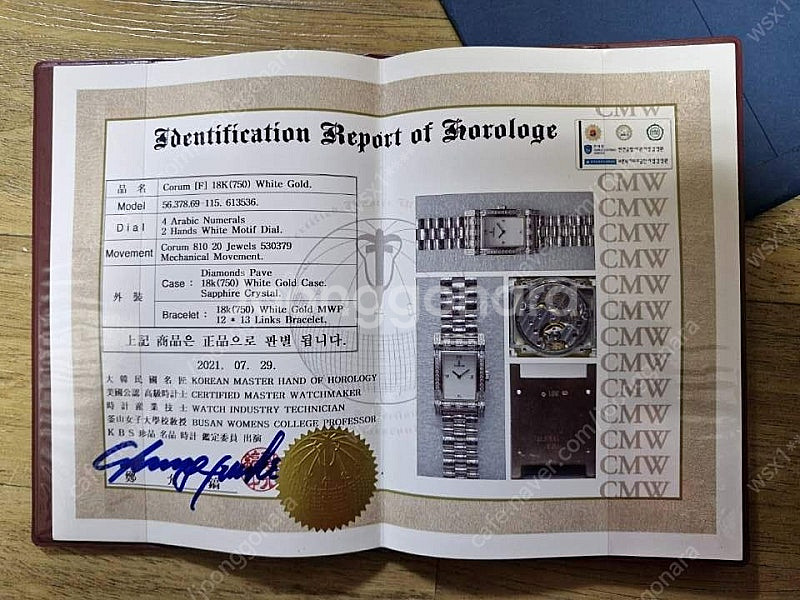 Identification Report of Horologe
品 名 Corum [F] 18K(750) White Gold.
Model 56.378.69-115. 613536.
Dial 4 Arabic Numerals
2 Hands White Motif Dial.
Movement Corum 810 20 Jewels 530379
Mechanical Movement.
外 裝 Case : Diamonds Pave
18k(750) White Gold Case.
Sapphire Crystal.
Bracelet : 18k(750) White Gold MWP
12 * 13 Links Bracelet.
上記 商品은 正品으로 판별 됩니다.
2021. 07. 29.
大 韓 民 國 名 匠 KOREAN MASTER HAND OF HOROLOGY
美國公認 高級時計士 CERTIFIED MASTER WATCHMAKER
時 計 産 業 技 士 WATCH INDUSTRY TECHNICIAN
釜山女子大學校敎授 BUSAN WOMENS COLLEGE PROFESSOR
KBS 珍品 名品 時計 鑑定委員 出演
CMW
CMW
CMW
CMW
CMW
CMW
CMW
CMW
CMW
CMW
CMW
CMW
CMW
CMW
jponggonara
cafe.naver.com/jponggonara
wsx1